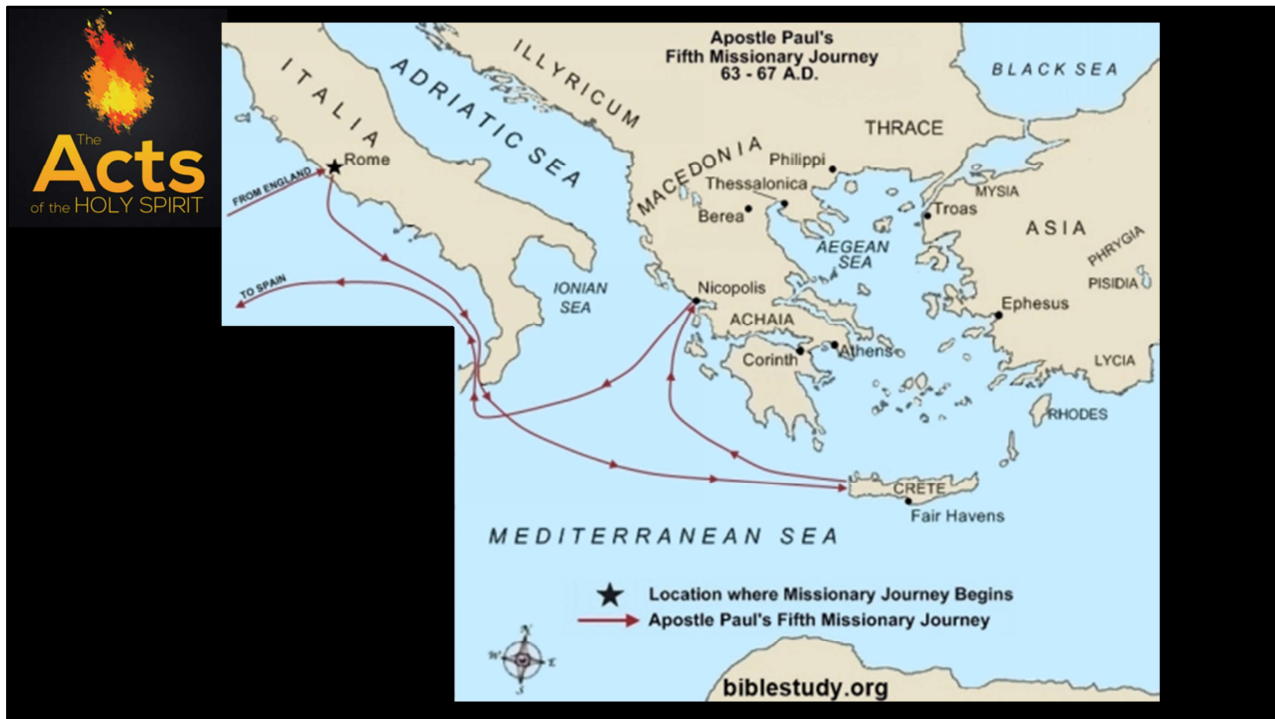 The
Acts
of the HOLY SPIRIT
Apostle Paul's
Fifth Missionary Journey
63 - 67 A.D.
ITALIA
ADRIATIC SEA
ILLYRICUM
BLACK SEA
THRACE
MACEDONIA
Philippi
Rome
Thessalonica
MYSIA
FROM ENGLAND
Berea
Troas
ASIA
AEGEAN
SEA
PHRYGIA
TO SPAIN
IONIAN
SEA
Nicopolis
PISIDIA
Ephesus
ACHAIA
Corinth
Athens
LYCIA
RHODES
CRETE
Fair Havens
MEDITERRANEAN SEA
Location where Missionary Journey Begins
Apostle Paul's Fifth Missionary Journey
N
W E
S
biblestudy.org